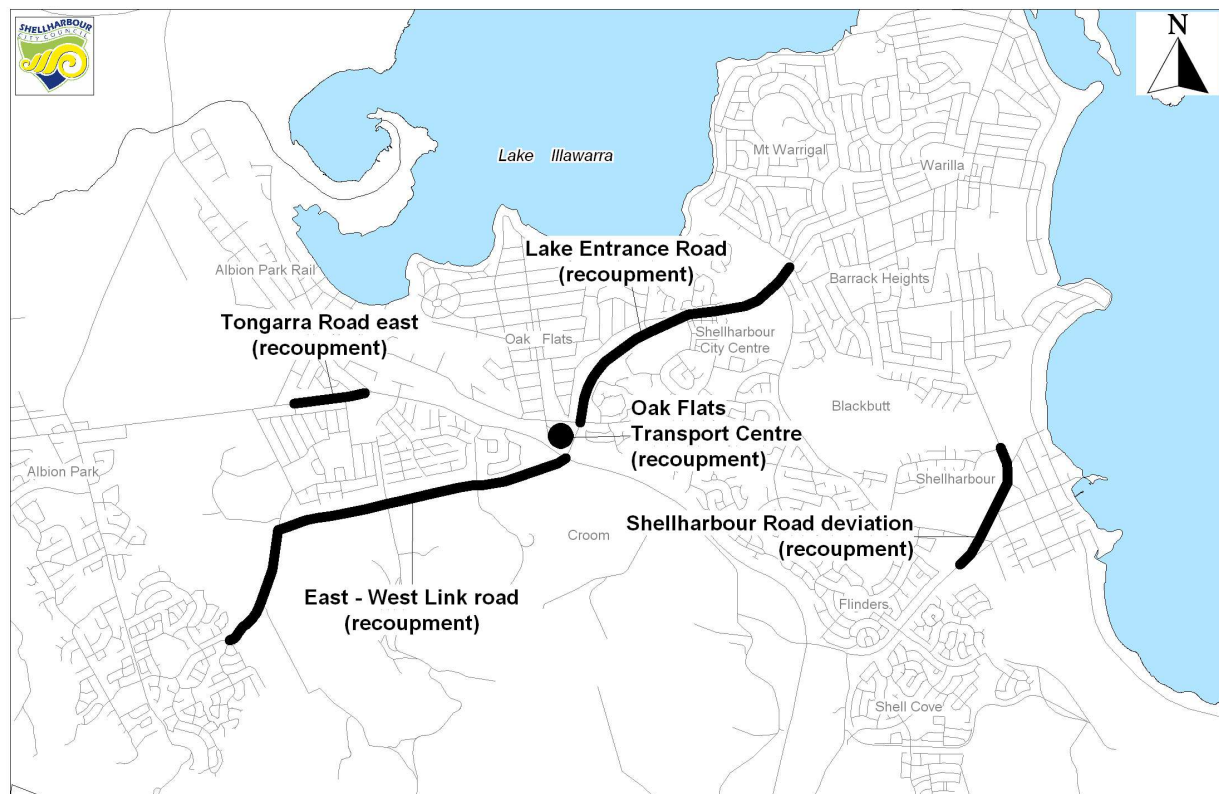 SHELLHARBOUR
CITY COUNCIL
N
Lake Illawarra
Mt Warrigal
Warilla
Lake Entrance Road
(recoupment)
Albion Park Rail
Barrack Heights
Tongarra Road east
(recoupment)
Oak Flats
Shellharbour
City Centre
Oak Flats
Transport Centre
(recoupment)
Blackbutt
Albion Park
Shellharbour
Shellharbour Road deviation
(recoupment)
Croom
East - West Link road
(recoupment)
Flinders
Shell Cove